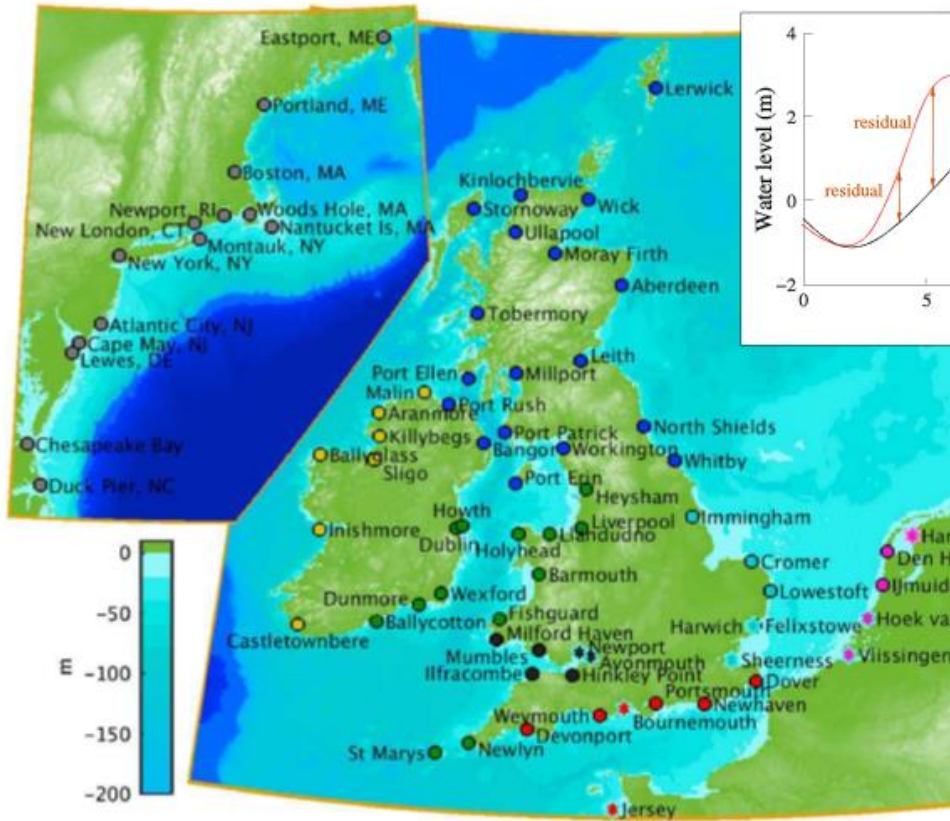 Eastport, ME
Portland, ME
Boston, MA
Newport, RI
Woods Hole, MA
New London, CT
Nantucket Is, MA
Montauk, NY
New York, NY
Atlantic City, NJ
Cape May, NJ
Lewes, DE
Chesapeake Bay
Duck Pier, NC
Lerwick
Kinlochbervie
Wick
Stornoway
Ullapool
Moray Firth
Aberdeen
Tobermory
Leith
Port Ellen
Millport
Malin
Port Rush
Aranmore
Killybegs
Port Patrick
North Shields
Bangor
Workington
Ballyglass
Sligo
Whitby
Port Erin
Heysham
Immingham
Inishmore
Howth
Liverpool
Dublin
Holyhead
Llandudno
Cromer
Barmouth
Lowestoft
Dunmore
Wexford
Fishguard
Ballycotton
Harwich
Felixstowe
Castletownbere
Milford Haven
Newport
Mumbles
Avonmouth
Sheerness
Ilfracombe
Hinkley Point
Dover
Portsmouth
Weymouth
Newhaven
Bournemouth
Devonport
St Marys
Newlyn
Jersey
Har
Den H
IJmuid
Hoek va
Vlissingen
0
-50
-100
-150
-200
m
4
2
0
-2
Water level (m)
residual
residual
0
5